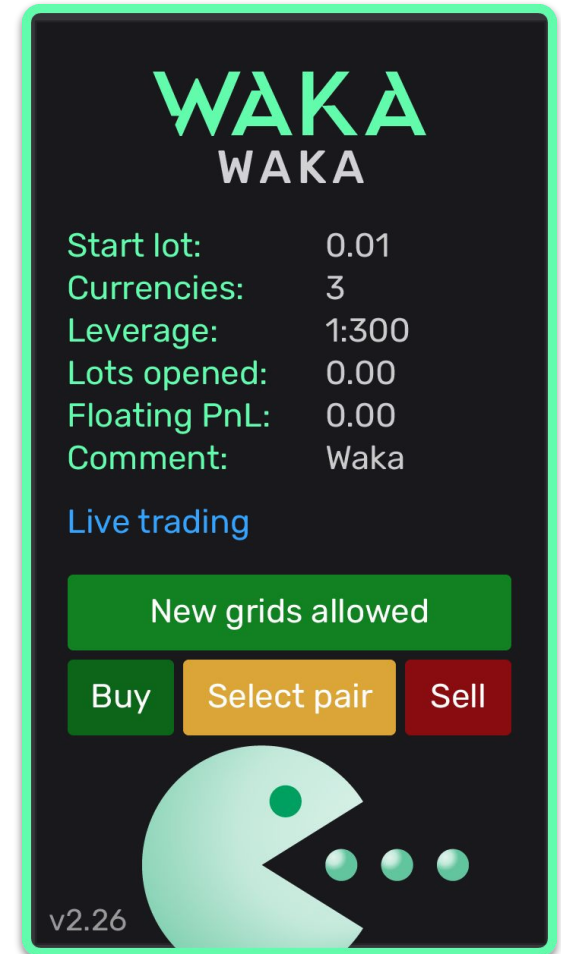 WAKA
WAKA
Start lot: 0.01
Currencies: 3
Leverage: 1:300
Lots opened: 0.00
Floating PnL: 0.00
Comment: Waka
Live trading
New grids allowed
Buy Select pair Sell
v2.26